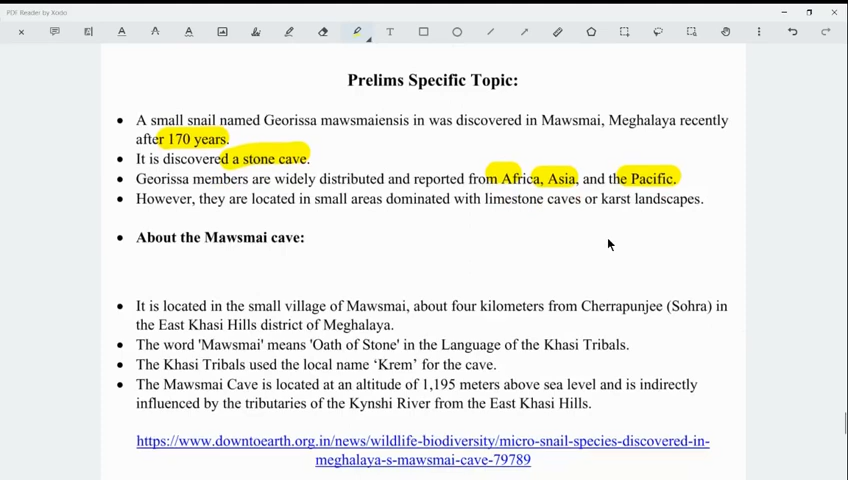 PDF Reader by Xodo
Prelims Specific Topic:
• A small snail named Georissa mawsmaiensis in was discovered in Mawsmai, Meghalaya recently
after 170 years.
• It is discovered a stone cave.
• Georissa members are widely distributed and reported from Africa, Asia, and the Pacific.
• However, they are located in small areas dominated with limestone caves or karst landscapes.
• About the Mawsmai cave:
• It is located in the small village of Mawsmai, about four kilometers from Cherrapunjee (Sohra) in
the East Khasi Hills district of Meghalaya.
• The word 'Mawsmai' means 'Oath of Stone' in the Language of the Khasi Tribals.
• The Khasi Tribals used the local name ‘Krem’ for the cave.
• The Mawsmai Cave is located at an altitude of 1,195 meters above sea level and is indirectly
influenced by the tributaries of the Kynshi River from the East Khasi Hills.
https://www.downtoearth.org.in/news/wildlife-biodiversity/micro-snail-species-discovered-in-
meghalaya-s-mawsmai-cave-79789